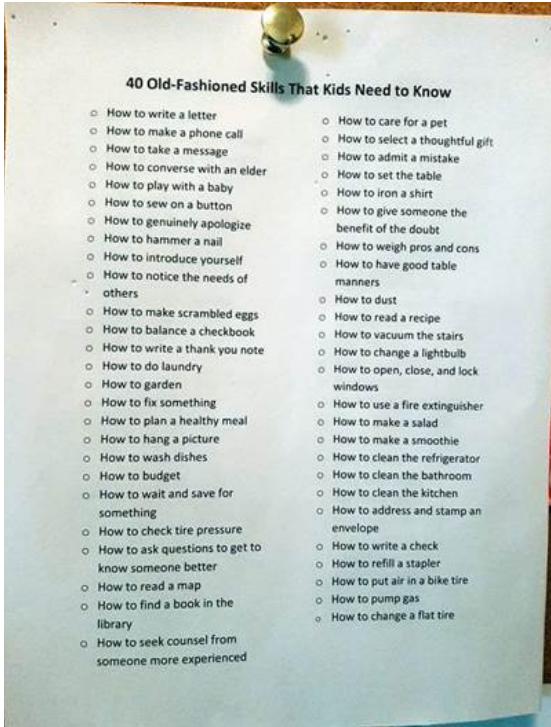 40 Old-Fashioned Skills That Kids Need to Know
○ How to write a letter
○ How to make a phone call
○ How to take a message
○ How to converse with an elder
○ How to play with a baby
○ How to sew on a button
○ How to genuinely apologize
○ How to hammer a nail
○ How to introduce yourself
○ How to notice the needs of
others
○ How to make scrambled eggs
○ How to balance a checkbook
○ How to write a thank you note
○ How to do laundry
○ How to garden
○ How to fix something
○ How to plan a healthy meal
○ How to hang a picture
○ How to wash dishes
○ How to budget
○ How to wait and save for
something
○ How to check tire pressure
○ How to ask questions to get to
know someone better
○ How to read a map
○ How to find a book in the
library
○ How to seek counsel from
someone more experienced
○ How to care for a pet
○ How to select a thoughtful gift
○ How to admit a mistake
○ How to set the table
○ How to iron a shirt
○ How to give someone the
benefit of the doubt
○ How to weigh pros and cons
○ How to have good table
manners
○ How to dust
○ How to read a recipe
○ How to vacuum the stairs
○ How to change a lightbulb
○ How to open, close, and lock
windows
○ How to use a fire extinguisher
○ How to make a salad
○ How to make a smoothie
○ How to clean the refrigerator
○ How to clean the bathroom
○ How to clean the kitchen
○ How to address and stamp an
envelope
○ How to write a check
○ How to refill a stapler
○ How to put air in a bike tire
○ How to pump gas
○ How to change a flat tire